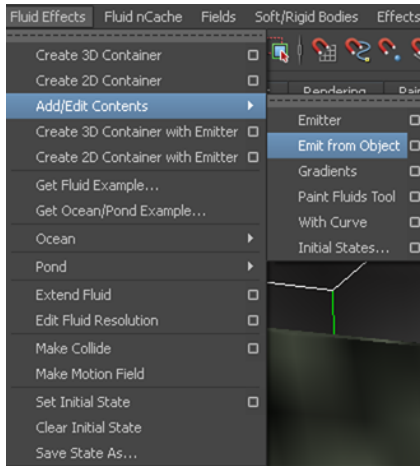 Fluid Effects Fluid nCache Fields Soft/Rigid Bodies Effects
Create 3D Container
Create 2D Container
Add/Edit Contents
Create 3D Container with Emitter
Create 2D Container with Emitter
Get Fluid Example...
Get Ocean/Pond Example...
Ocean
Pond
Extend Fluid
Edit Fluid Resolution
Make Collide
Make Motion Field
Set Initial State
Clear Initial State
Save State As...
Rendering
Emitter
Emit from Object
Gradients
Paint Fluids Tool
With Curve
Initial States...